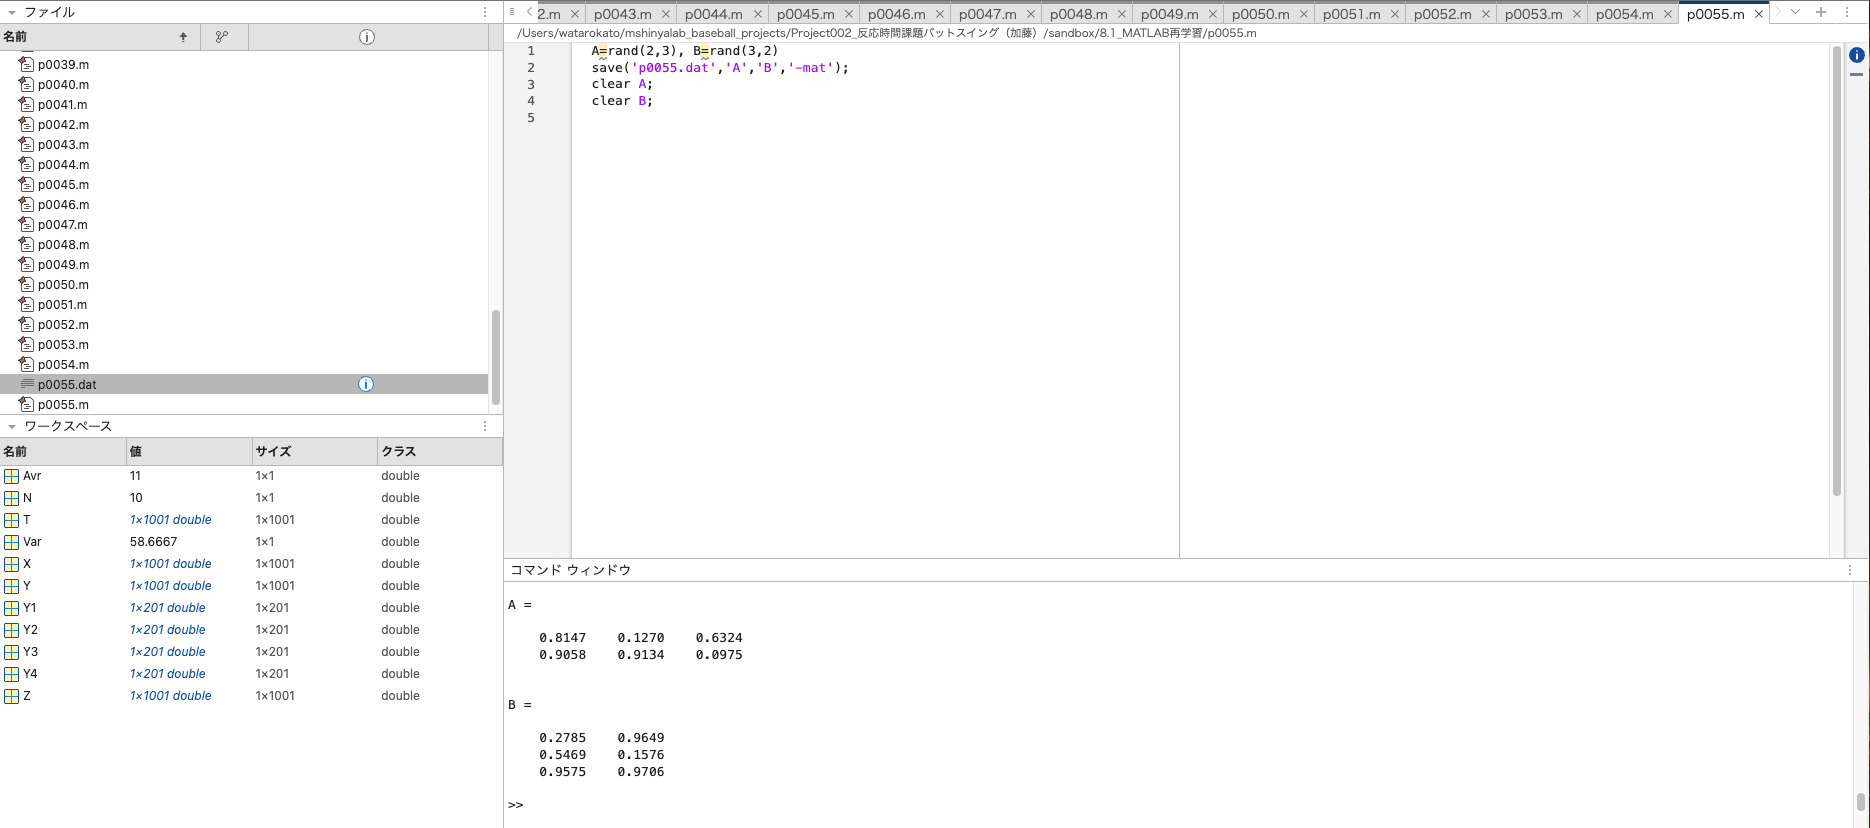 ファイル
名前
p0039.m
p0040.m
p0041.m
p0042.m
p0043.m
p0044.m
p0045.m
p0046.m
p0047.m
p0048.m
p0049.m
p0050.m
p0051.m
p0052.m
p0053.m
p0054.m
p0055.dat
p0055.m
ワークスペース
名前 値 サイズ クラス
Avr 11 1×1 double
N 10 1×1 double
T 1×1001 double 1×1001 double
Var 58.6667 1×1 double
X 1×1001 double 1×1001 double
Y 1×1001 double 1×1001 double
Y1 1×201 double 1×201 double
Y2 1×201 double 1×201 double
Y3 1×201 double 1×201 double
Y4 1×201 double 1×201 double
Z 1×1001 double 1×1001 double
2.m p0043.m p0044.m p0045.m p0046.m p0047.m p0048.m p0049.m p0050.m p0051.m p0052.m p0053.m p0054.m p0055.m
/Users/watarokato/mshinyalab_baseball_projects/Project002_反応時間課題バットスイング（加藤）/sandbox/8.1_MATLAB再学習/p0055.m
1 A=rand(2,3), B=rand(3,2)
2 save('p0055.dat','A','B','-mat');
3 clear A;
4 clear B;
5
コマンド ウィンドウ
A =
0.8147 0.1270 0.6324
0.9058 0.9134 0.0975
B =
0.2785 0.9649
0.5469 0.1576
0.9575 0.9706
>>